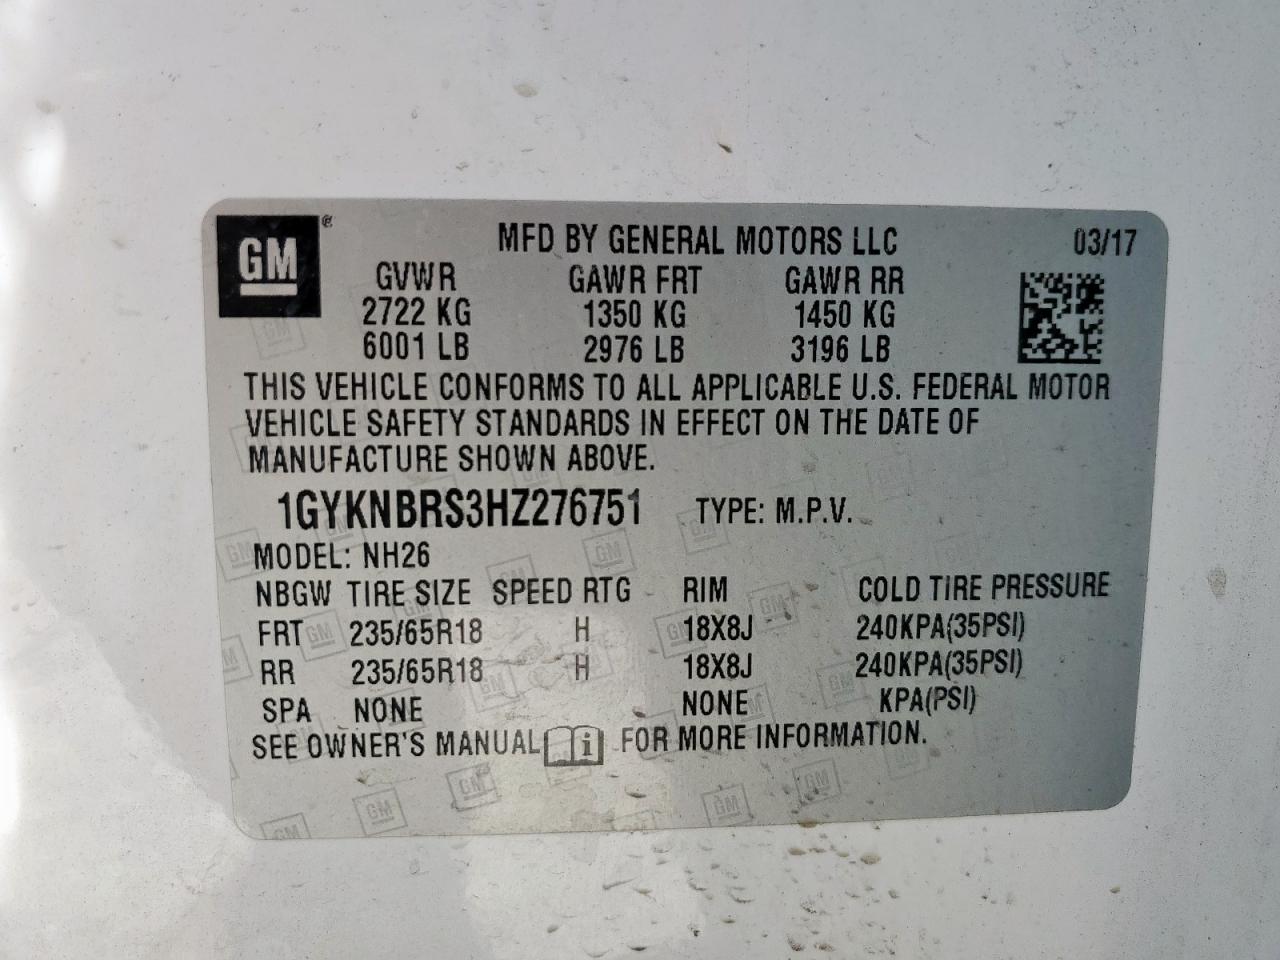 GM ®
MFD BY GENERAL MOTORS LLC 03/17
GVWR GAWR FRT GAWR RR
2722 KG 1350 KG 1450 KG
6001 LB 2976 LB 3196 LB
THIS VEHICLE CONFORMS TO ALL APPLICABLE U.S. FEDERAL MOTOR
VEHICLE SAFETY STANDARDS IN EFFECT ON THE DATE OF
MANUFACTURE SHOWN ABOVE.
1GYKNBRS3HZ276751 TYPE: M.P.V.
MODEL: NH26
NBGW TIRE SIZE SPEED RTG RIM COLD TIRE PRESSURE
FRT 235/65R18 H 18X8J 240KPA(35PSI)
RR 235/65R18 H 18X8J 240KPA(35PSI)
SPA NONE NONE KPA(PSI)
SEE OWNER'S MANUAL i FOR MORE INFORMATION.